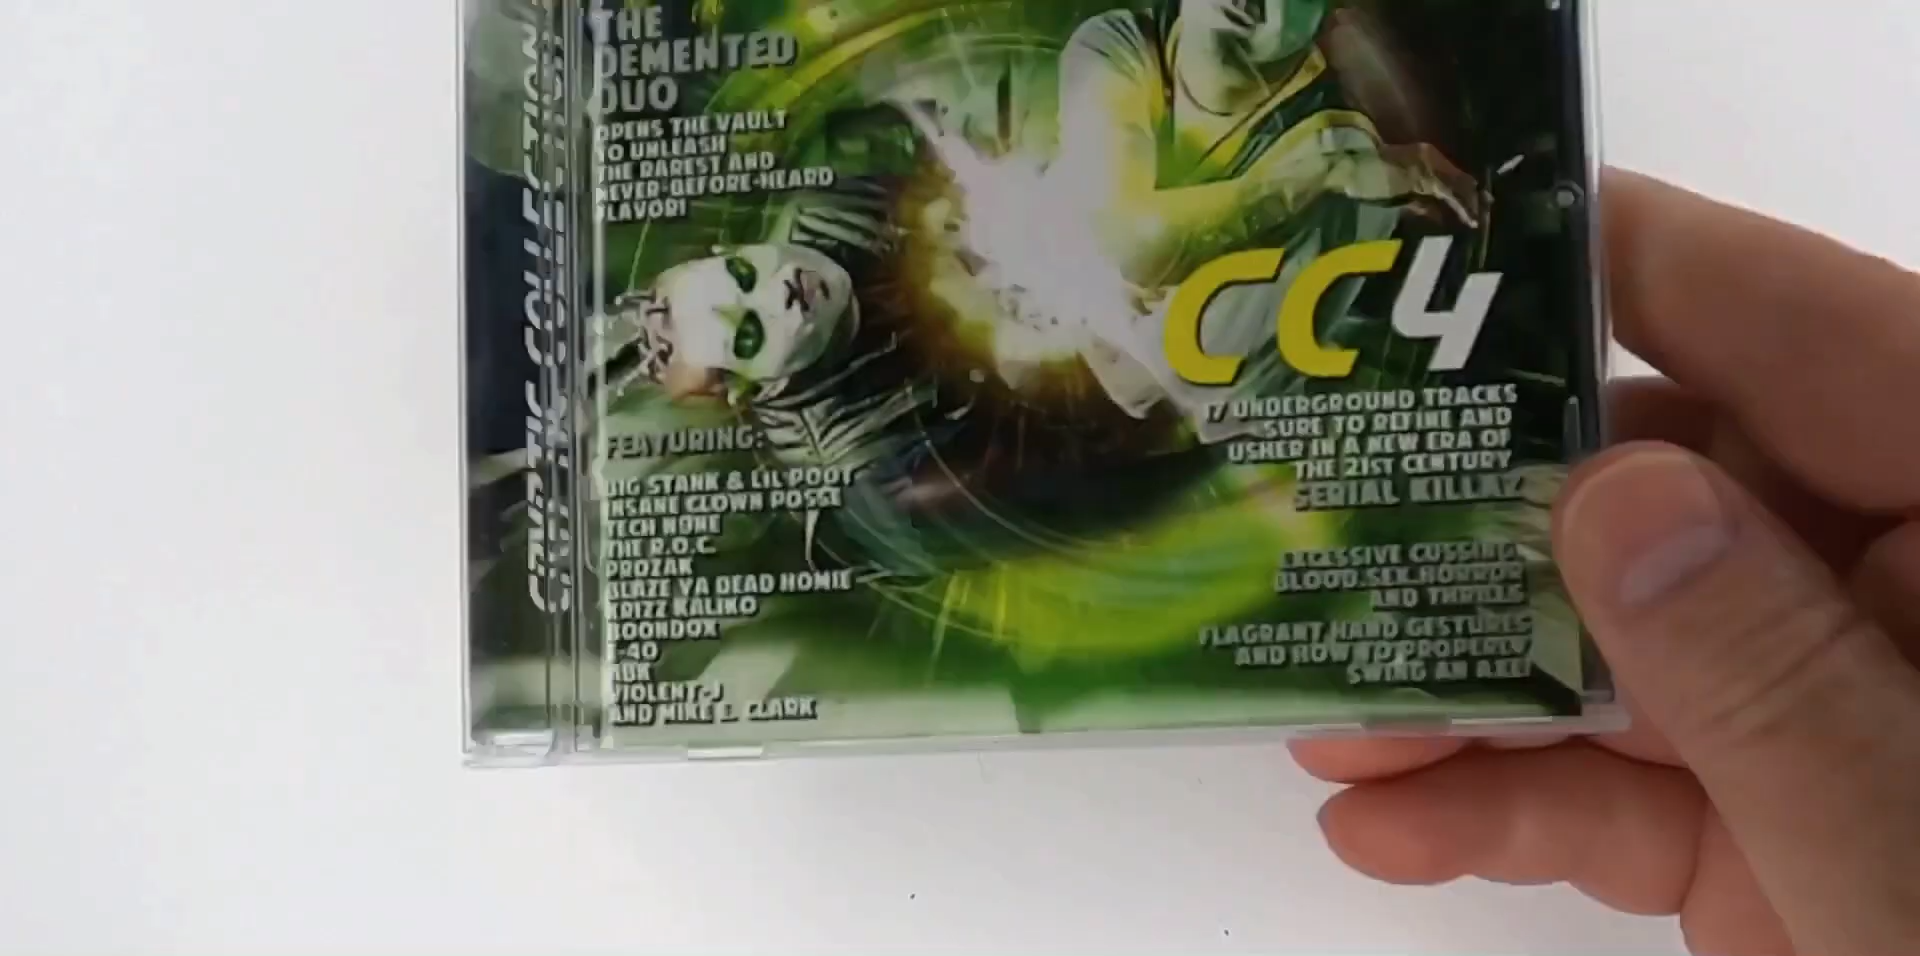 CRYPTIC COLLECTION
THE
DEMENTED
DUO
OPENS THE VAULT
TO UNLEASH
THE RAREST AND
NEVER-BEFORE-HEARD
FLAVOR!
CC4
17 UNDERGROUND TRACKS
SURE TO REFINE AND
USHER IN A NEW ERA OF
THE 21ST CENTURY
SERIAL KILLAZ
FEATURING:
BIG STANK & LIL POOT
INSANE CLOWN POSSE
TECH N9NE
THE R.O.C.
PROZAK
BLAZE YA DEAD HOMIE
KRIZZ KALIKO
BOONDOX
E-40
ABK
VIOLENT-J
AND MIKE E. CLARK
EXCESSIVE CUSSING
BLOOD, SEX, HORROR
AND THRILLS
FLAGRANT HAND GESTURES
AND HOW TO PROPERLY
SWING AN AXE!